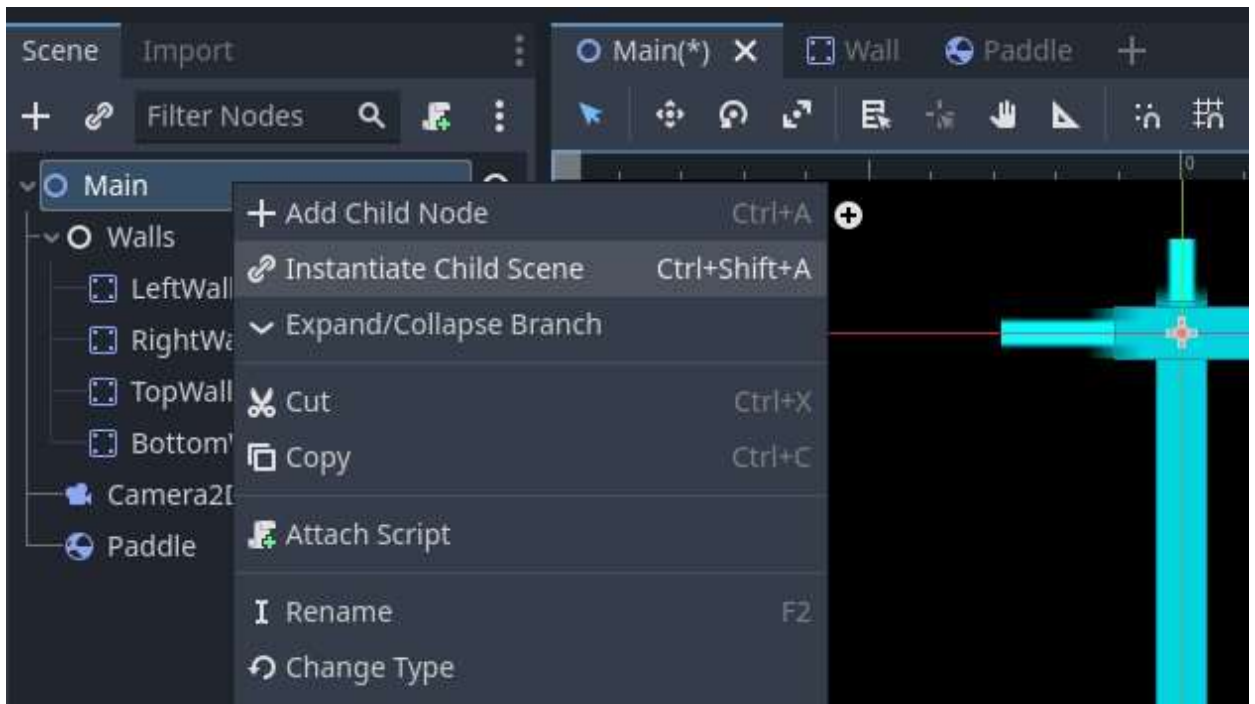 Scene Import
Main(*) Wall Paddle
Filter Nodes
0
Main
Add Child Node Ctrl+A
Walls
Instantiate Child Scene Ctrl+Shift+A
LeftWall
Expand/Collapse Branch
RightWa
TopWall
Cut Ctrl+X
Bottom
Copy Ctrl+C
Camera2D
Attach Script
Paddle
Rename F2
Change Type